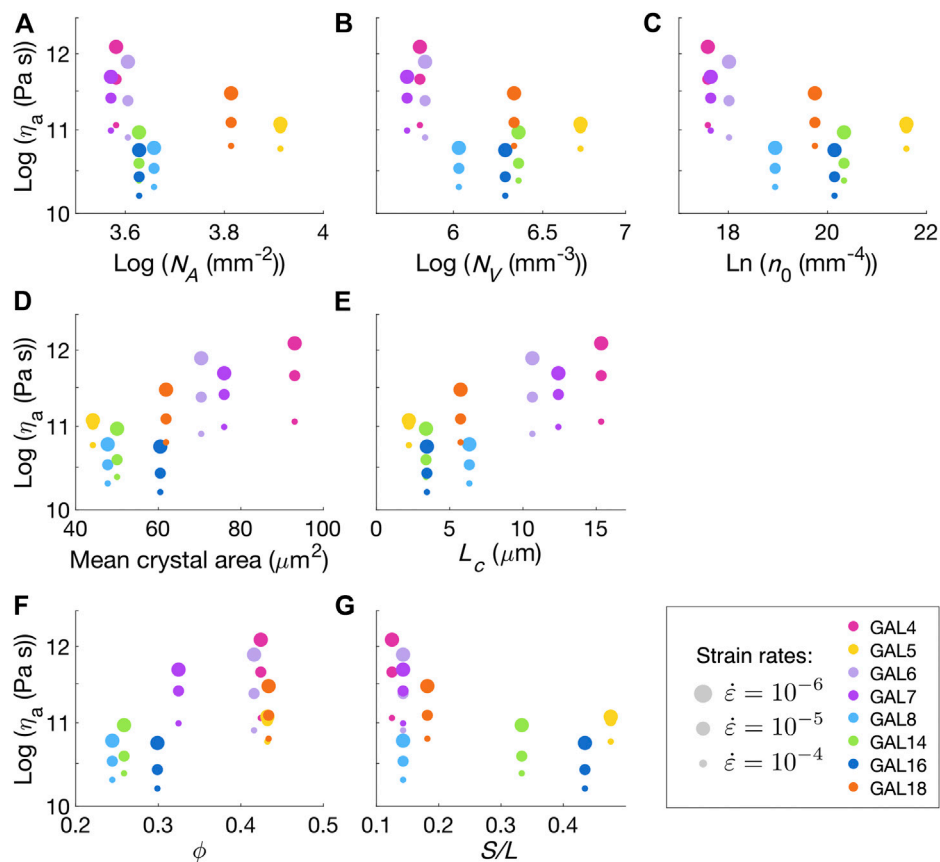 A
B
C
Log (ηa (Pa s))
12
11
10
3.6
3.8
4
Log (NA (mm−2))
6
6.5
7
Log (NV (mm−3))
18
20
22
Ln (n0 (mm−4))
D
E
Log (ηa (Pa s))
12
11
10
40
60
80
100
Mean crystal area (μm2)
0
5
10
15
Lc (μm)
F
G
Log (ηa (Pa s))
12
11
10
0.2
0.3
0.4
0.5
ϕ
0.1
0.2
0.4
S/L
Strain rates:
ε̇ = 10−6
ε̇ = 10−5
ε̇ = 10−4
GAL4
GAL5
GAL6
GAL7
GAL8
GAL14
GAL16
GAL18